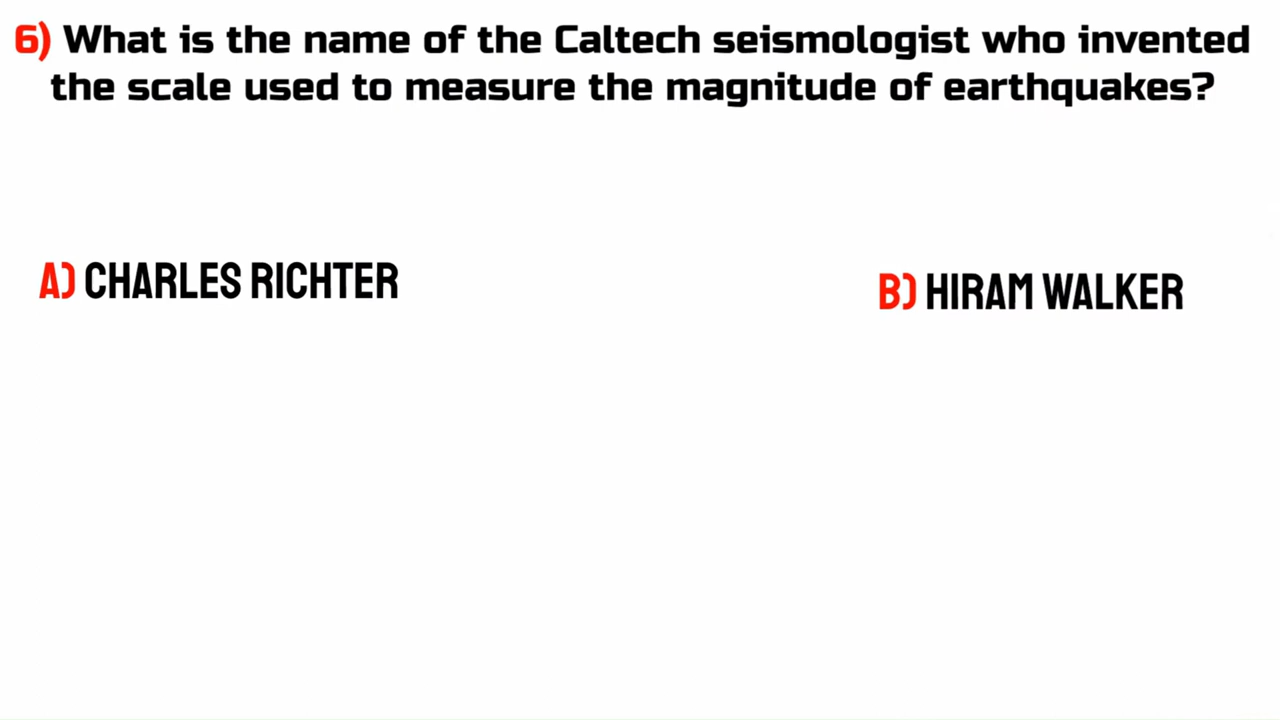 6) What is the name of the Caltech seismologist who invented
the scale used to measure the magnitude of earthquakes?
A) CHARLES RICHTER
B) HIRAM WALKER